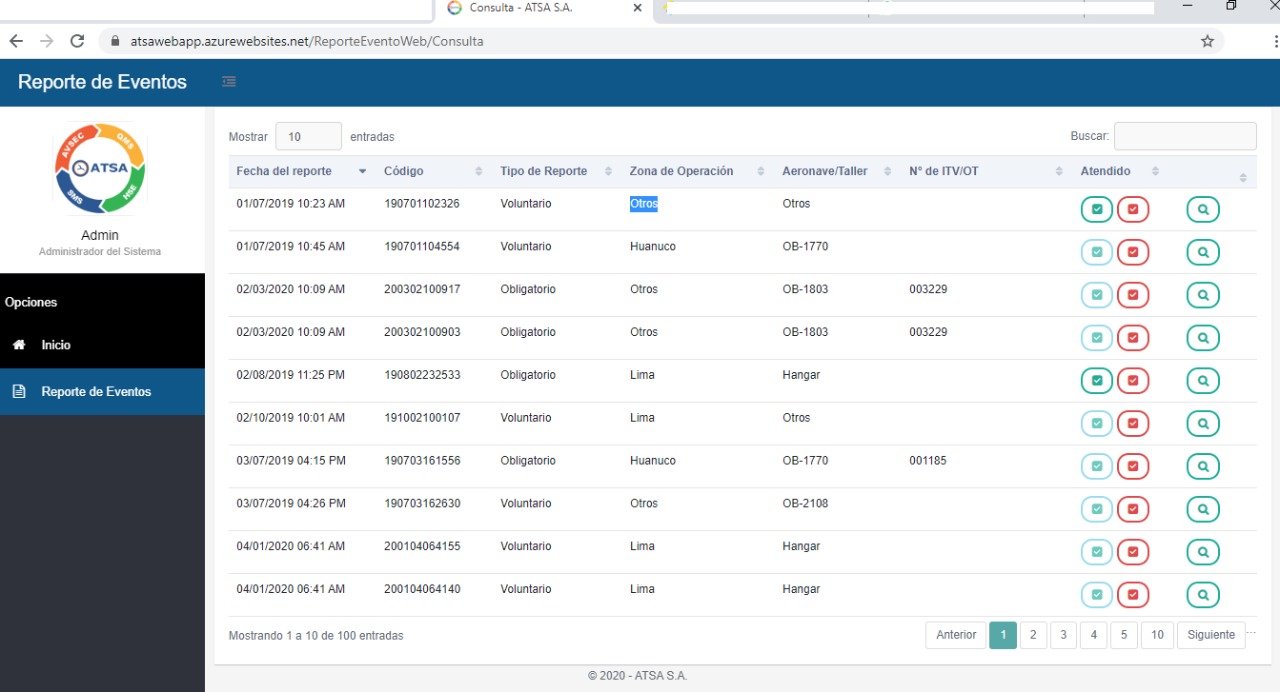 Consulta - ATSA S.A.
atsawebapp.azurewebsites.net/ReporteEventoWeb/Consulta
Reporte de Eventos
AVSEC QMS
ATSA
SMS HSE
Admin
Administrador del Sistema
Opciones
Inicio
Reporte de Eventos
Mostrar 10 entradas Buscar:
Fecha del reporte Código Tipo de Reporte Zona de Operación Aeronave/Taller N° de ITV/OT Atendido
01/07/2019 10:23 AM 190701102326 Voluntario Otros Otros
01/07/2019 10:45 AM 190701104554 Voluntario Huanuco OB-1770
02/03/2020 10:09 AM 200302100917 Obligatorio Otros OB-1803 003229
02/03/2020 10:09 AM 200302100903 Obligatorio Otros OB-1803 003229
02/08/2019 11:25 PM 190802232533 Obligatorio Lima Hangar
02/10/2019 10:01 AM 191002100107 Voluntario Lima Otros
03/07/2019 04:15 PM 190703161556 Obligatorio Huanuco OB-1770 001185
03/07/2019 04:26 PM 190703162630 Voluntario Otros OB-2108
04/01/2020 06:41 AM 200104064155 Voluntario Lima Hangar
04/01/2020 06:41 AM 200104064140 Voluntario Lima Hangar
Mostrando 1 a 10 de 100 entradas Anterior 1 2 3 4 5 10 Siguiente ...
© 2020 - ATSA S.A.